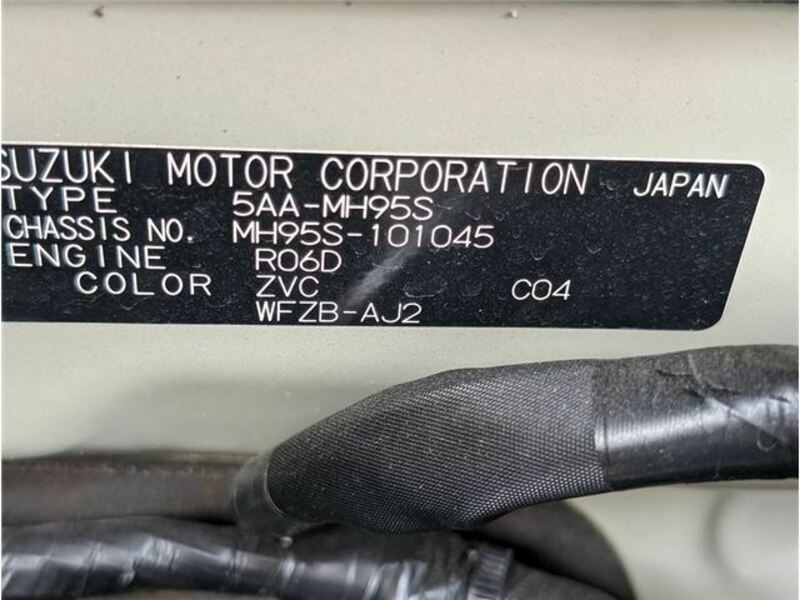 SUZUKI MOTOR CORPORATION JAPAN
TYPE 5AA-MH95S
CHASSIS NO. MH95S-101045
ENGINE R06D
COLOR ZVC C04
WFZB-AJ2